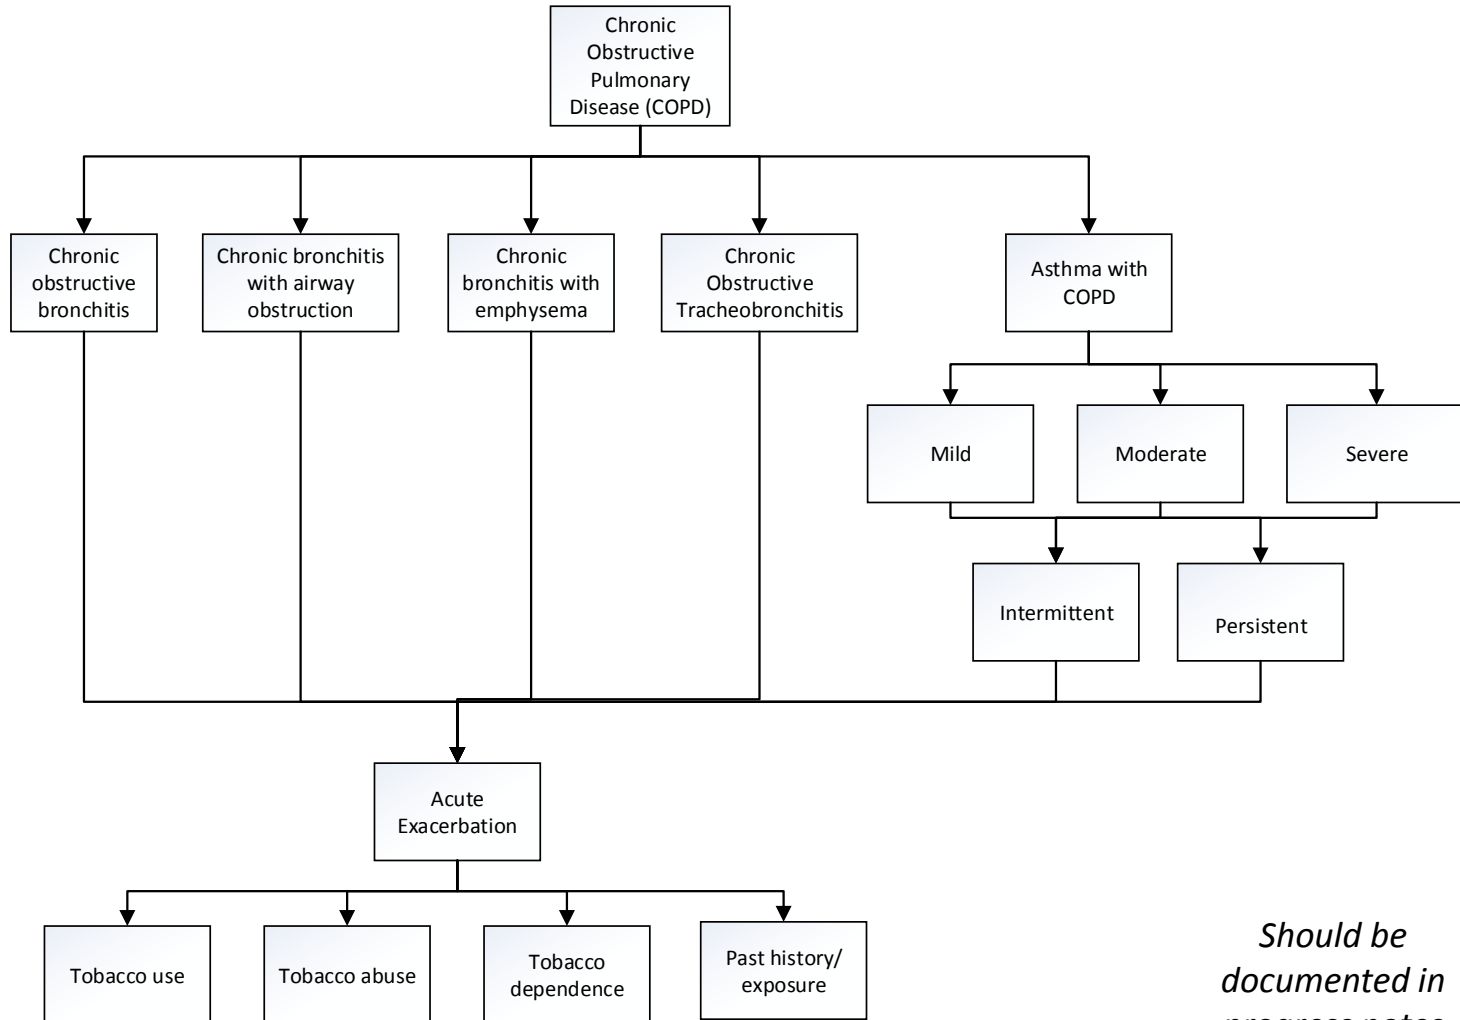 Chronic
Obstructive
Pulmonary
Disease (COPD)
Chronic
obstructive
bronchitis
Chronic bronchitis
with airway
obstruction
Chronic
bronchitis with
emphysema
Chronic
Obstructive
Tracheobronchitis
Asthma with
COPD
Mild
Moderate
Severe
Intermittent
Persistent
Acute
Exacerbation
Tobacco use
Tobacco abuse
Tobacco
dependence
Past history/
exposure
Should be
documented in
progress notes